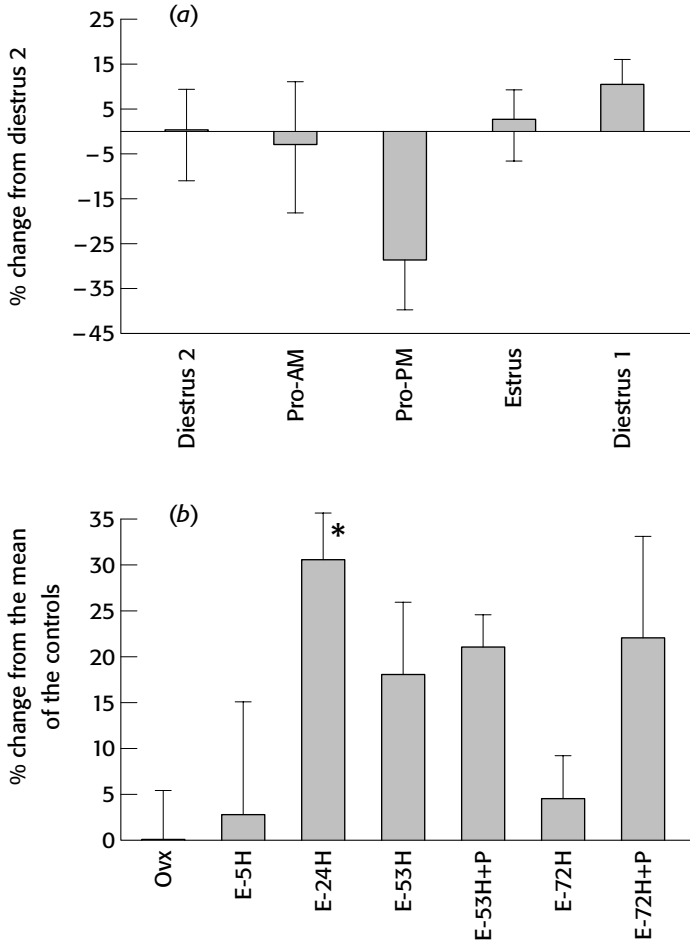 (a)
% change from diestrus 2
25
15
5
−5
−15
−25
−35
−45
Diestrus 2
Pro-AM
Pro-PM
Estrus
Diestrus 1
(b)
% change from the mean
of the controls
35
30
25
20
15
10
5
0
*
Ovx
E-5H
E-24H
E-53H
E-53H+P
E-72H
E-72H+P